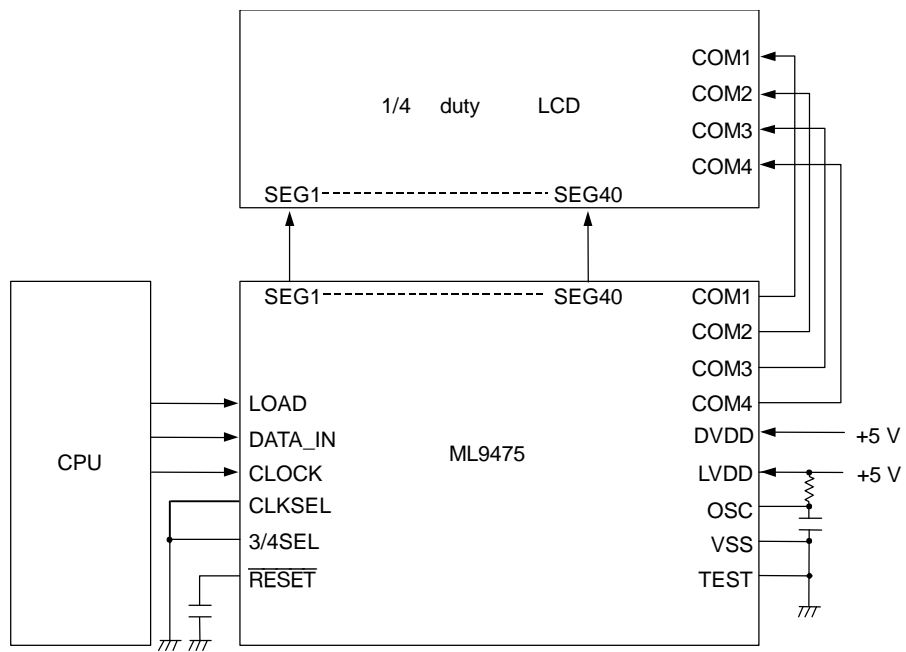 COM1
COM2
1/4 duty LCD
COM3
COM4
SEG1 SEG40
SEG1 SEG40
COM1
COM2
COM3
LOAD
COM4
DATA_IN
DVDD
+5 V
CPU
ML9475
CLOCK
LVDD
+5 V
CLKSEL
OSC
3/4SEL
VSS
RESET
TEST